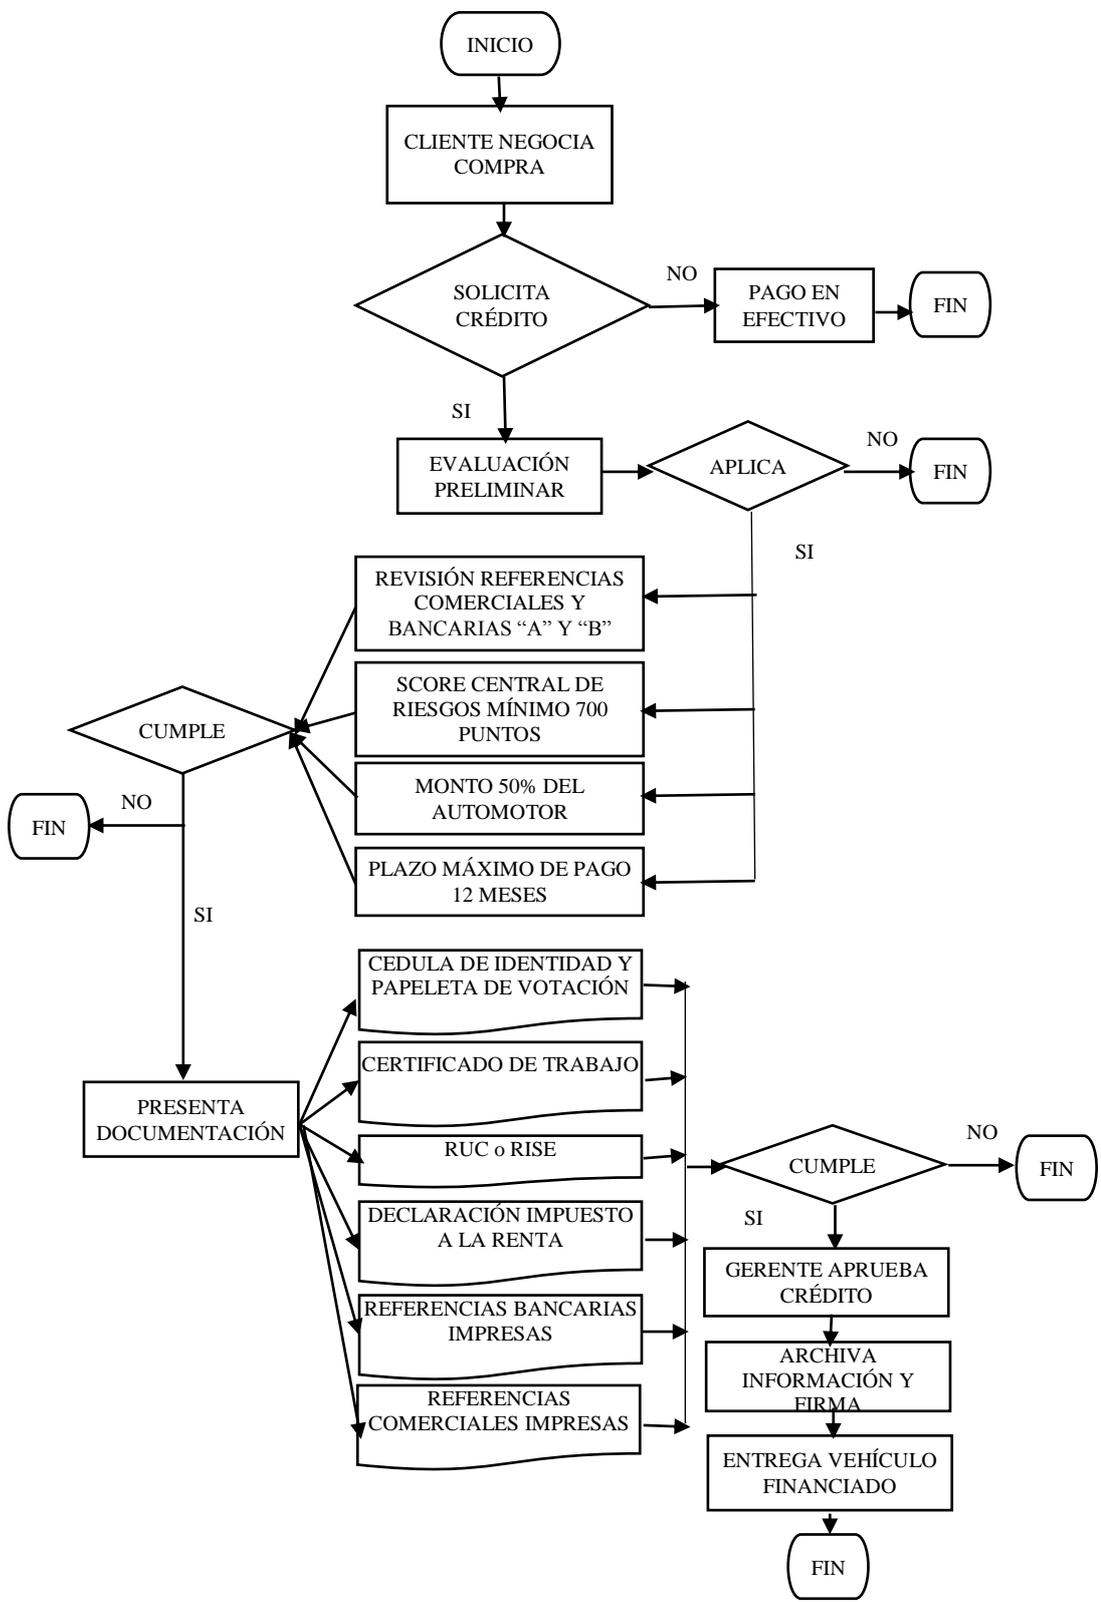 INICIO
CLIENTE NEGOCIA
COMPRA
SOLICITA
CRÉDITO
NO
PAGO EN
EFECTIVO
FIN
SI
EVALUACIÓN
PRELIMINAR
APLICA
NO
FIN
SI
REVISIÓN REFERENCIAS
COMERCIALES Y
BANCARIAS “A” Y “B”
SCORE CENTRAL DE
RIESGOS MÍNIMO 700
PUNTOS
MONTO 50% DEL
AUTOMOTOR
PLAZO MÁXIMO DE PAGO
12 MESES
CUMPLE
NO
FIN
SI
PRESENTA
DOCUMENTACIÓN
CEDULA DE IDENTIDAD Y
PAPELETA DE VOTACIÓN
CERTIFICADO DE TRABAJO
RUC o RISE
DECLARACIÓN IMPUESTO
A LA RENTA
REFERENCIAS BANCARIAS
IMPRESAS
REFERENCIAS
COMERCIALES IMPRESAS
CUMPLE
NO
FIN
SI
GERENTE APRUEBA
CRÉDITO
ARCHIVA
INFORMACIÓN Y
FIRMA
ENTREGA VEHÍCULO
FINANCIADO
FIN